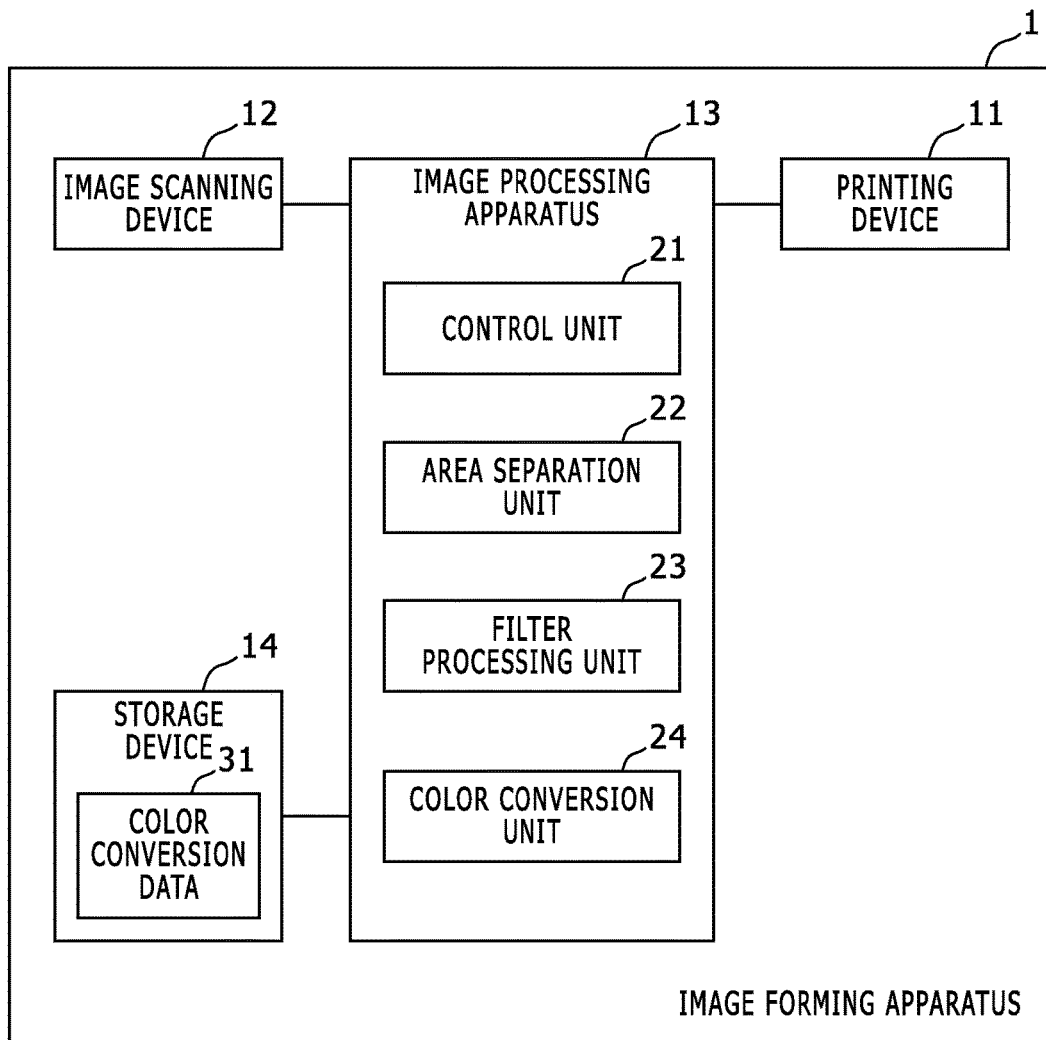 1
12
IMAGE SCANNING
DEVICE
13
IMAGE PROCESSING
APPARATUS
11
PRINTING
DEVICE
21
CONTROL UNIT
22
AREA SEPARATION
UNIT
23
FILTER
PROCESSING UNIT
14
STORAGE
DEVICE
31
COLOR
CONVERSION
DATA
24
COLOR CONVERSION
UNIT
IMAGE FORMING APPARATUS